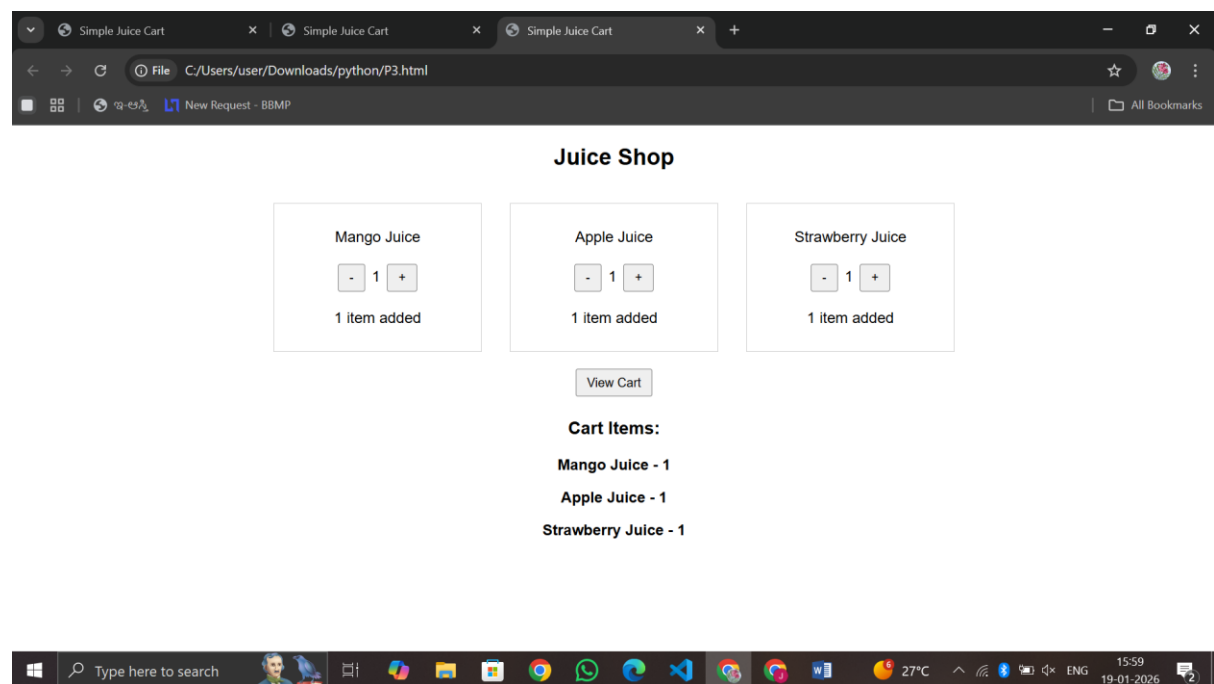 Simple Juice Cart
Simple Juice Cart
Simple Juice Cart
File C:/Users/user/Downloads/python/P3.html
New Request - BBMP
All Bookmarks
Juice Shop
Mango Juice Apple Juice Strawberry Juice
- 1 + - 1 + - 1 +
1 item added 1 item added 1 item added
View Cart
Cart Items:
Mango Juice - 1
Apple Juice - 1
Strawberry Juice - 1
Type here to search
6 27°C ENG
15:59
19-01-2026
2